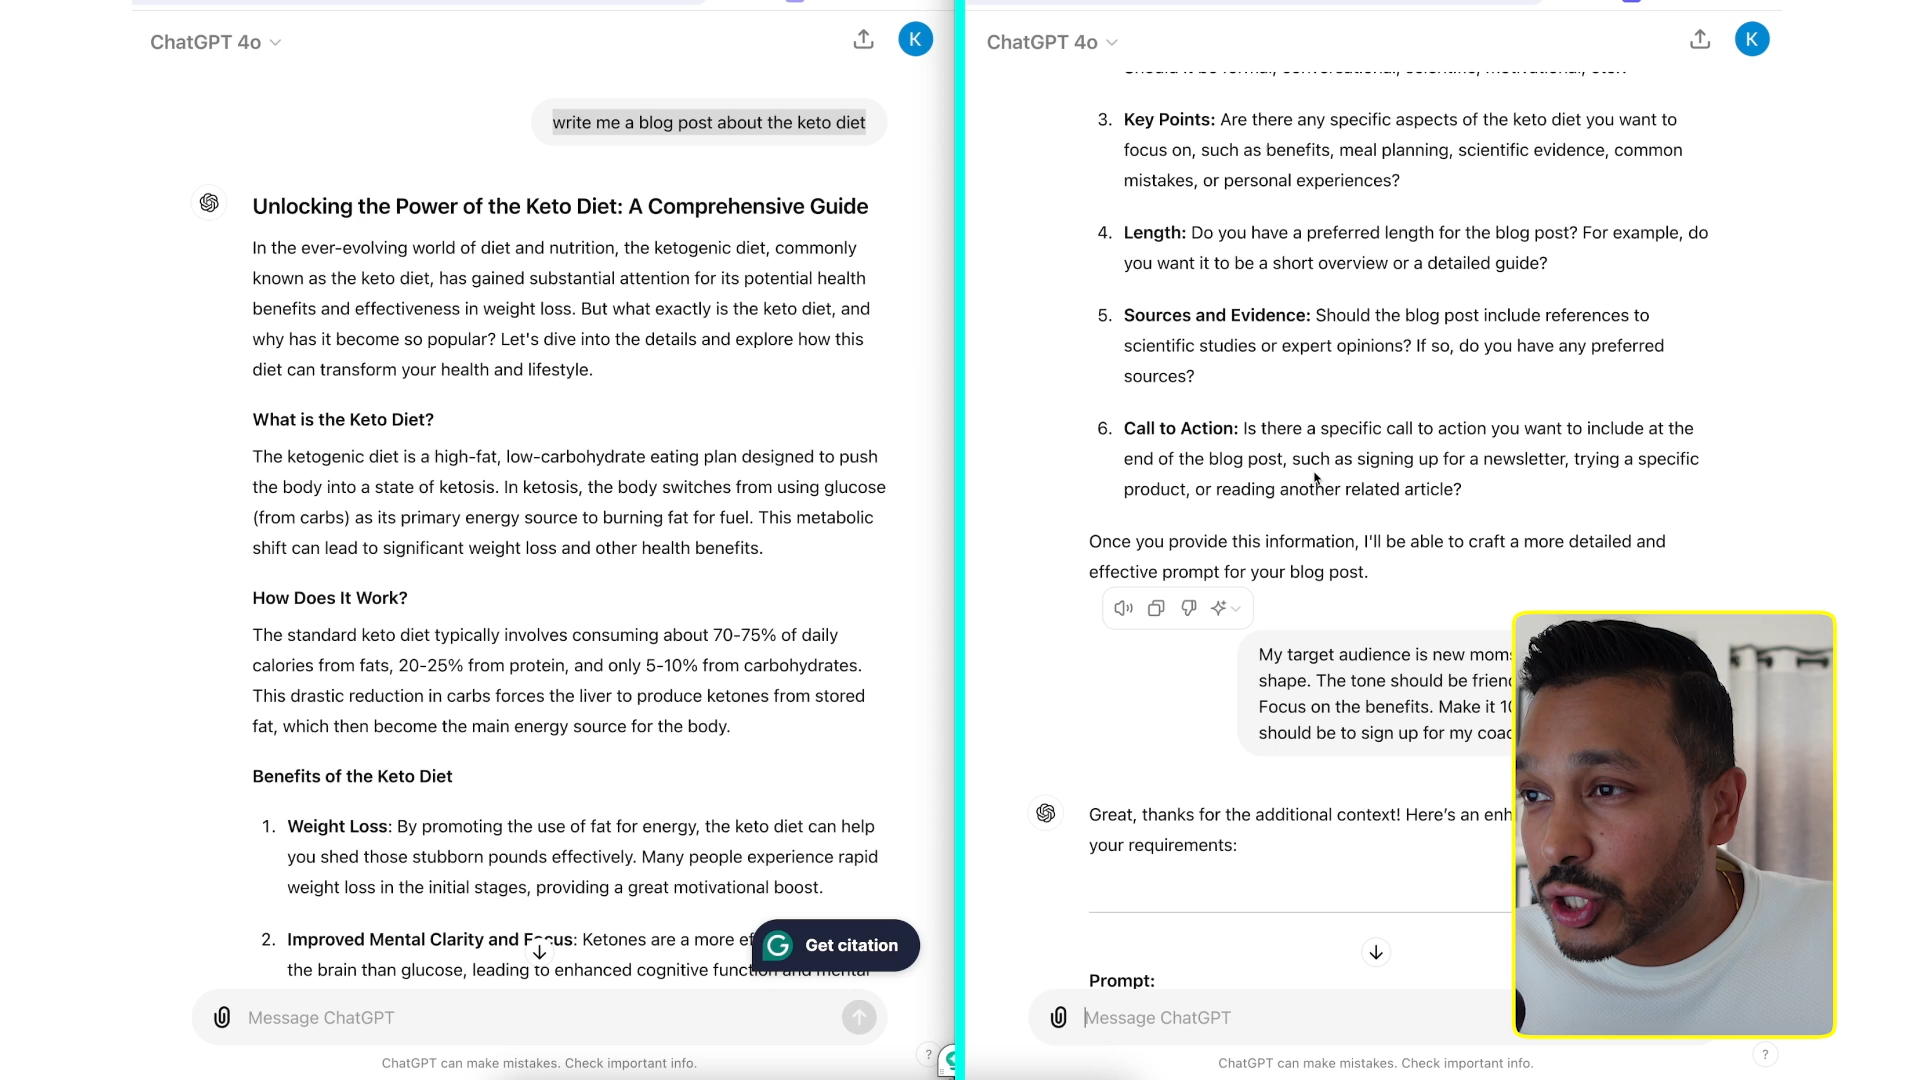 ChatGPT 4o
K
write me a blog post about the keto diet
Unlocking the Power of the Keto Diet: A Comprehensive Guide
In the ever-evolving world of diet and nutrition, the ketogenic diet, commonly
known as the keto diet, has gained substantial attention for its potential health
benefits and effectiveness in weight loss. But what exactly is the keto diet, and
why has it become so popular? Let's dive into the details and explore how this
diet can transform your health and lifestyle.
What is the Keto Diet?
The ketogenic diet is a high-fat, low-carbohydrate eating plan designed to push
the body into a state of ketosis. In ketosis, the body switches from using glucose
(from carbs) as its primary energy source to burning fat for fuel. This metabolic
shift can lead to significant weight loss and other health benefits.
How Does It Work?
The standard keto diet typically involves consuming about 70-75% of daily
calories from fats, 20-25% from protein, and only 5-10% from carbohydrates.
This drastic reduction in carbs forces the liver to produce ketones from stored
fat, which then become the main energy source for the body.
Benefits of the Keto Diet
1. Weight Loss: By promoting the use of fat for energy, the keto diet can help
you shed those stubborn pounds effectively. Many people experience rapid
weight loss in the initial stages, providing a great motivational boost.
2. Improved Mental Clarity and Focus: Ketones are a more
the brain than glucose, leading to enhanced cognitive function and mental
Get citation
Message ChatGPT
ChatGPT can make mistakes. Check important info.
?
ChatGPT 4o
K
3. Key Points: Are there any specific aspects of the keto diet you want to
focus on, such as benefits, meal planning, scientific evidence, common
mistakes, or personal experiences?
4. Length: Do you have a preferred length for the blog post? For example, do
you want it to be a short overview or a detailed guide?
5. Sources and Evidence: Should the blog post include references to
scientific studies or expert opinions? If so, do you have any preferred
sources?
6. Call to Action: Is there a specific call to action you want to include at the
end of the blog post, such as signing up for a newsletter, trying a specific
product, or reading another related article?
Once you provide this information, I'll be able to craft a more detailed and
effective prompt for your blog post.
My target audience is new moms
shape. The tone should be
Focus on the benefits. Make it
should be to sign up for my
Great, thanks for the additional context! Here's an
your requirements:
Prompt:
Message ChatGPT
ChatGPT can make mistakes. Check important info.
?